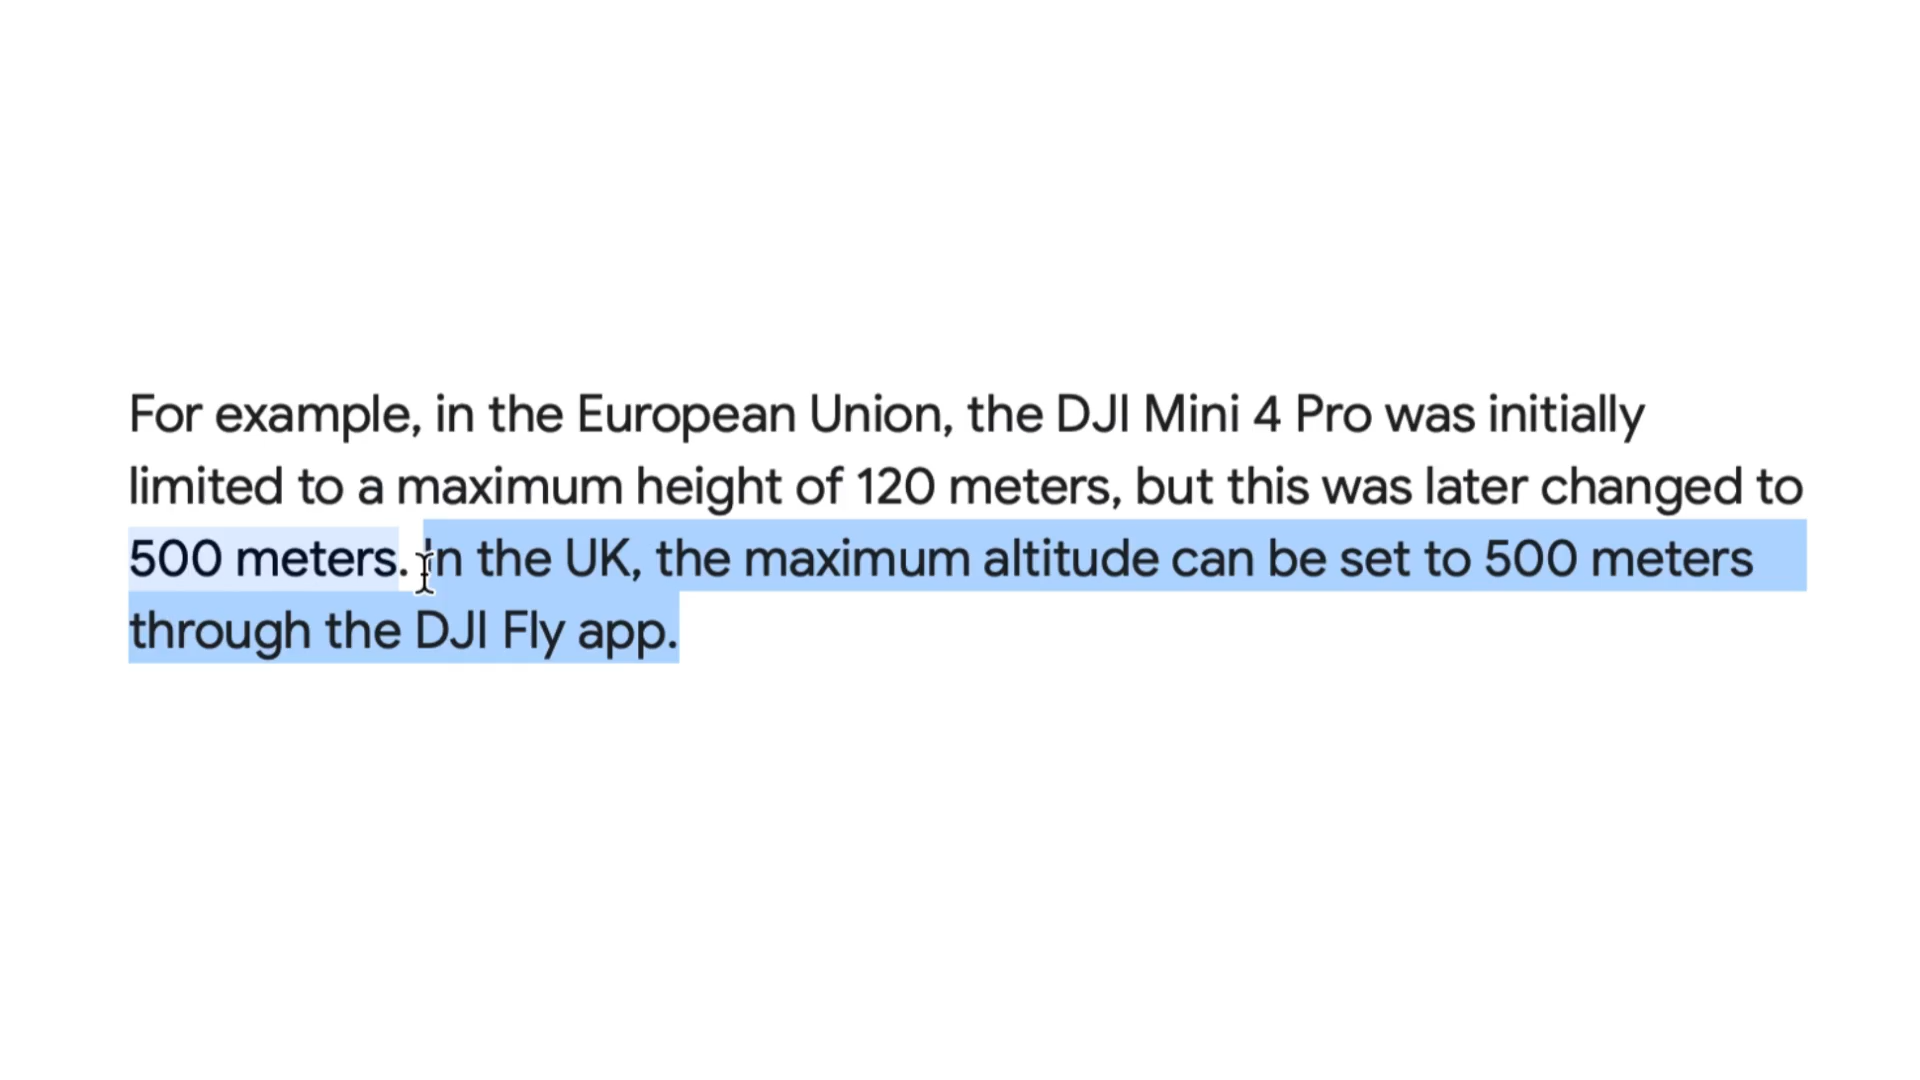 For example, in the European Union, the DJI Mini 4 Pro was initially
limited to a maximum height of 120 meters, but this was later changed to
500 meters. In the UK, the maximum altitude can be set to 500 meters
through the DJI Fly app.